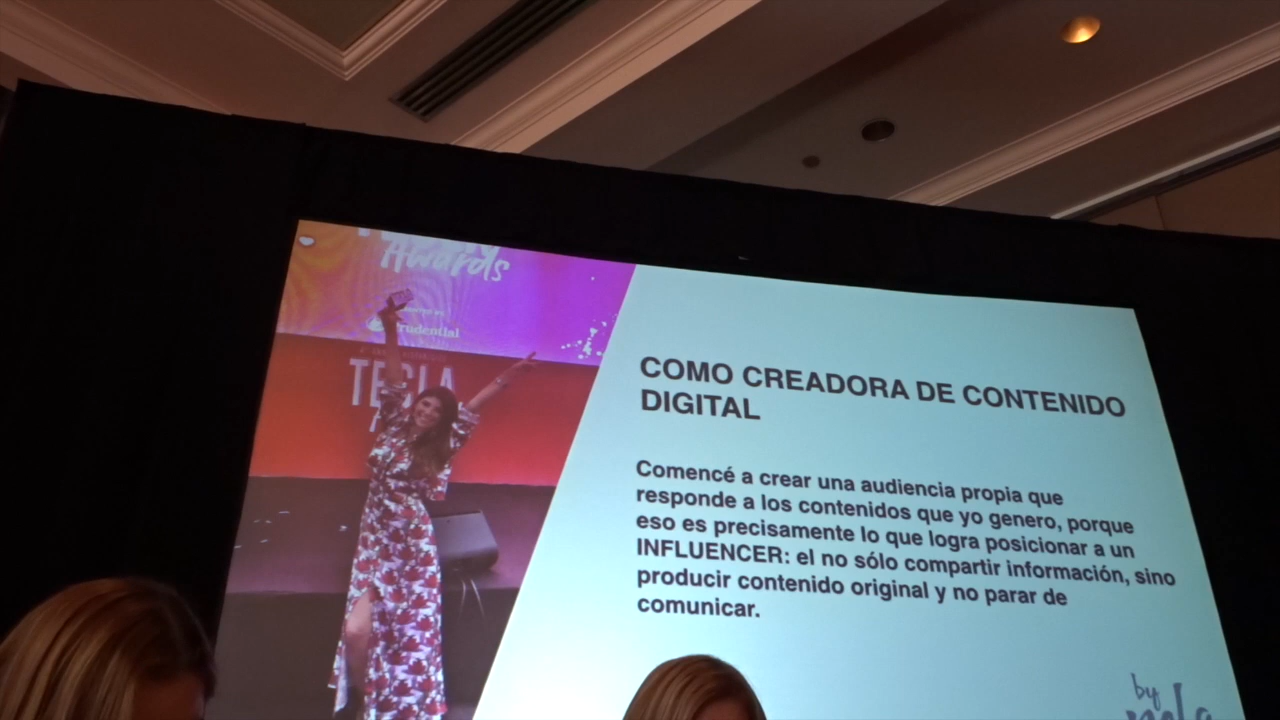 Awards
Prudential
TECLA
COMO CREADORA DE CONTENIDO
DIGITAL
Comencé a crear una audiencia propia que
responde a los contenidos que yo genero, porque
eso es precisamente lo que logra posicionar a un
INFLUENCER: el no sólo compartir información, sino
producir contenido original y no parar de
comunicar.
by